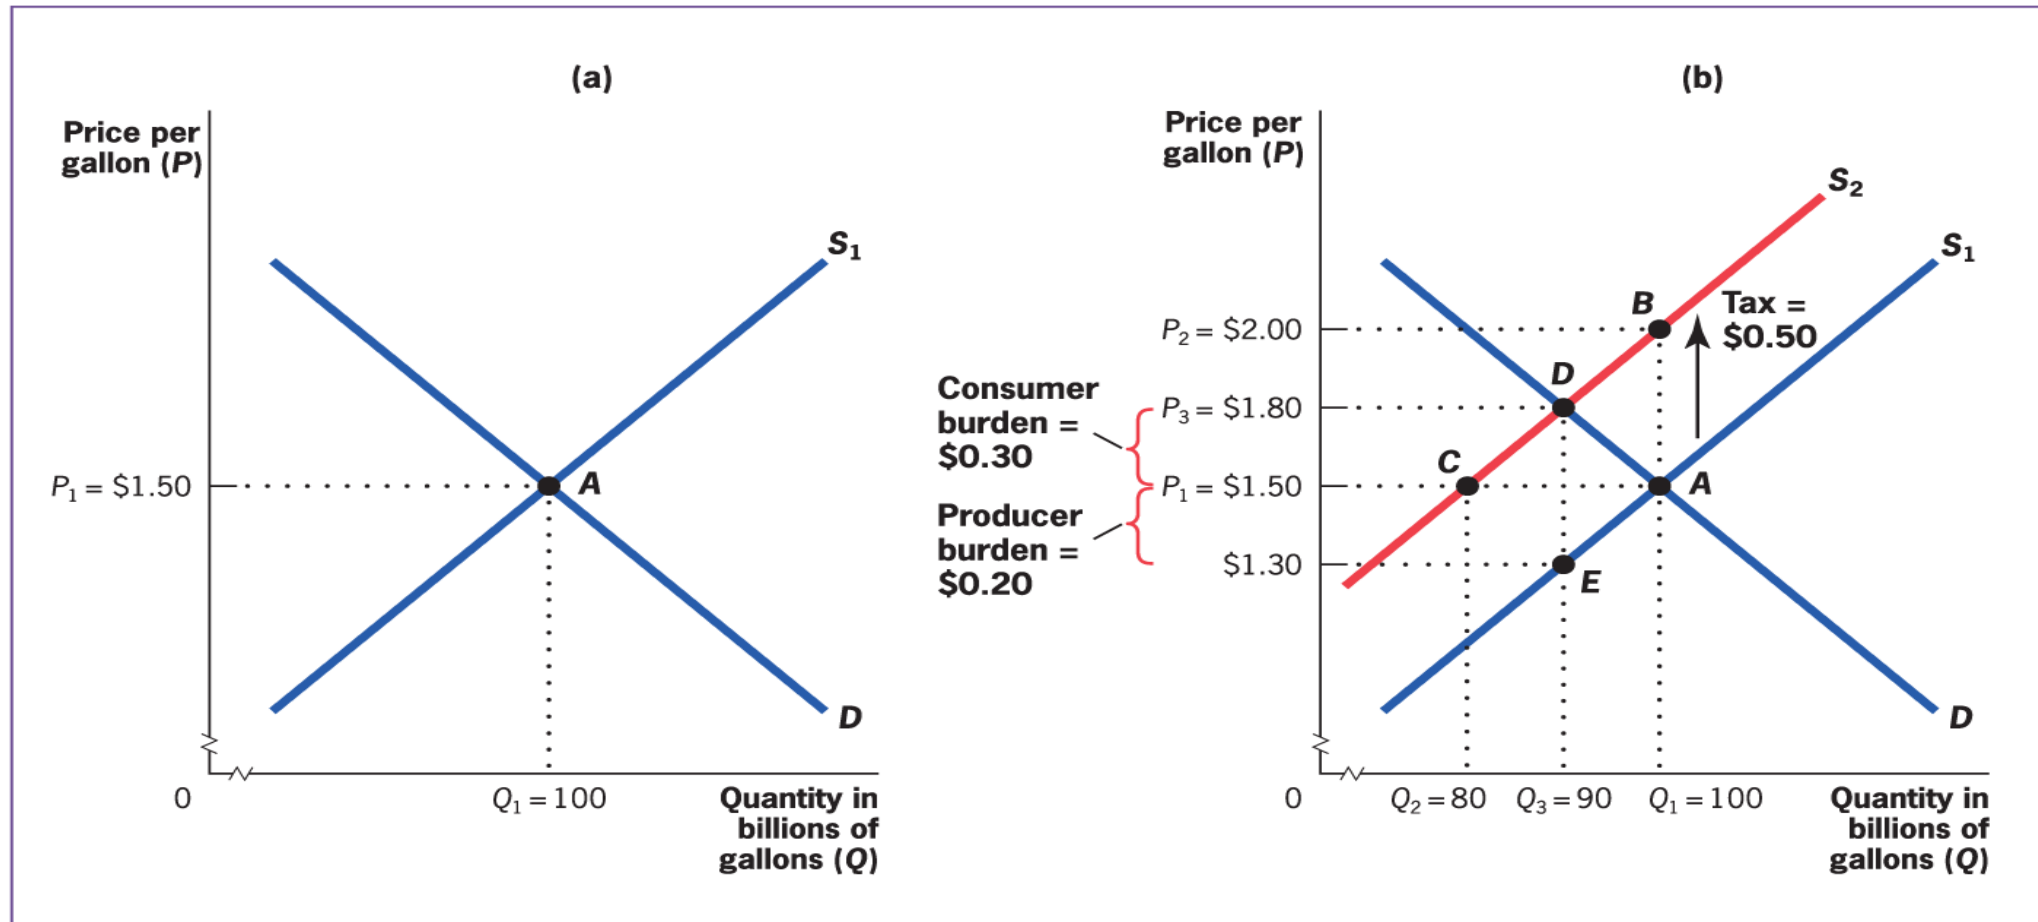 (a)
Price per
gallon (P)
S₁
P₁ = $1.50
A
D
0
Q₁ = 100
Quantity in
billions of
gallons (Q)
(b)
Price per
gallon (P)
S₂
S₁
B
Tax =
$0.50
P₂ = $2.00
D
Consumer
burden =
$0.30
P₃ = $1.80
C
P₁ = $1.50
A
Producer
burden =
$0.20
$1.30
E
D
0
Q₂ = 80
Q₃ = 90
Q₁ = 100
Quantity in
billions of
gallons (Q)